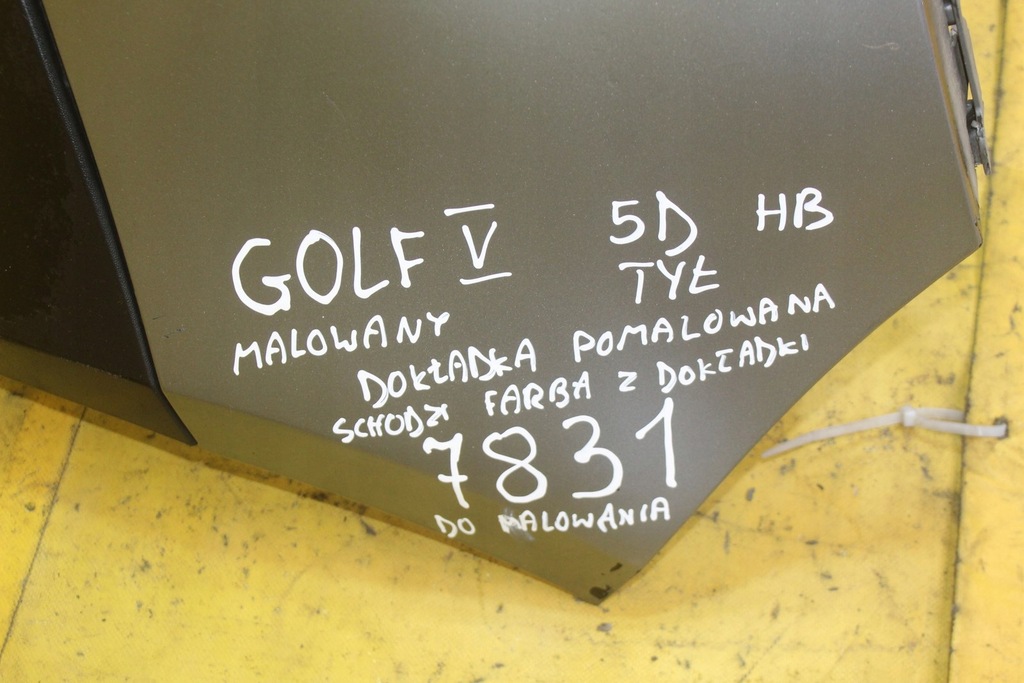 GOLF V 5D HB
TYŁ
MALOWANY
DOKŁADKA POMALOWANA
SCHODZI FARBA Z DOKŁADKI
7831
DO MALOWANIA